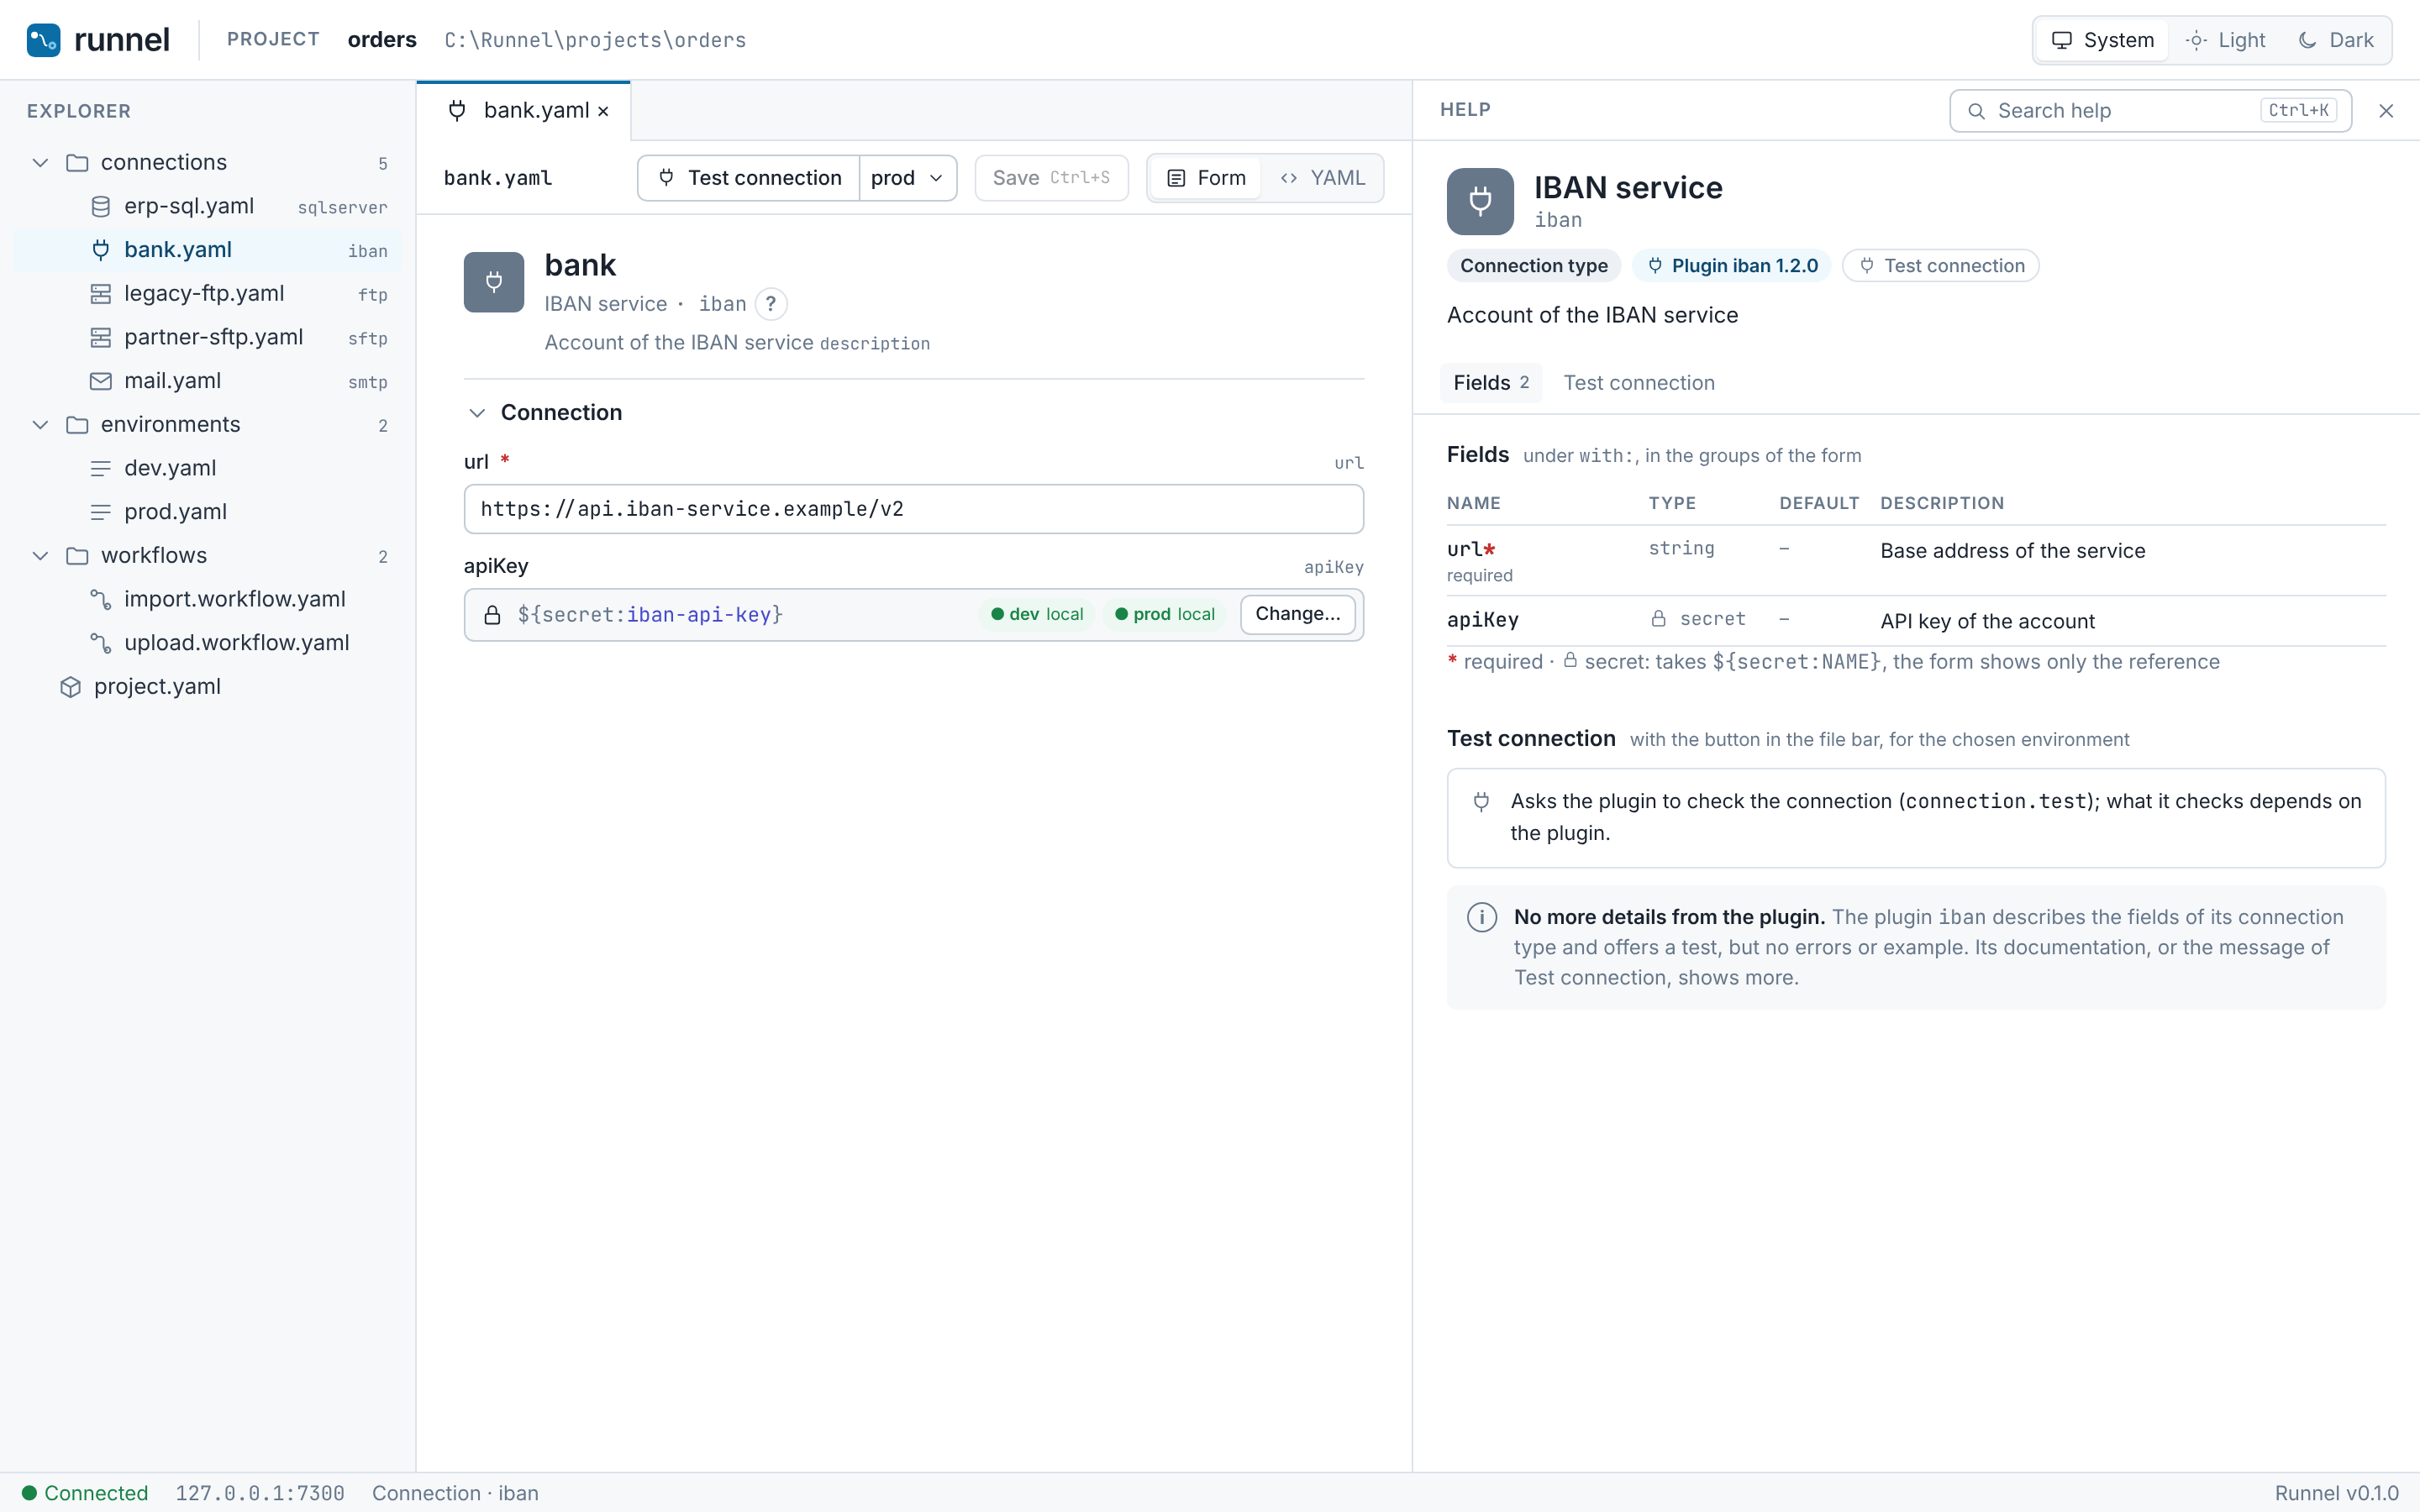 runnel PROJECT orders C:\Runnel\projects\orders System Light Dark
EXPLORER
connections 5
erp-sql.yaml sqlserver
bank.yaml iban
legacy-ftp.yaml ftp
partner-sftp.yaml sftp
mail.yaml smtp
environments 2
dev.yaml
prod.yaml
workflows 2
import.workflow.yaml
upload.workflow.yaml
project.yaml
bank.yaml ×
bank.yaml Test connection prod Save Ctrl+S Form YAML
bank
IBAN service · iban ?
Account of the IBAN service description
Connection
url * url
https://api.iban-service.example/v2
apiKey apiKey
${secret:iban-api-key} dev local prod local Change...
HELP Search help Ctrl+K
IBAN service
iban
Connection type Plugin iban 1.2.0 Test connection
Account of the IBAN service
Fields 2 Test connection
Fields under with:, in the groups of the form
NAME TYPE DEFAULT DESCRIPTION
url* string – Base address of the service
required
apiKey secret – API key of the account
* required · secret: takes ${secret:NAME}, the form shows only the reference
Test connection with the button in the file bar, for the chosen environment
Asks the plugin to check the connection (connection.test); what it checks depends on
the plugin.
No more details from the plugin. The plugin iban describes the fields of its connection
type and offers a test, but no errors or example. Its documentation, or the message of
Test connection, shows more.
Connected 127.0.0.1:7300 Connection · iban Runnel v0.1.0